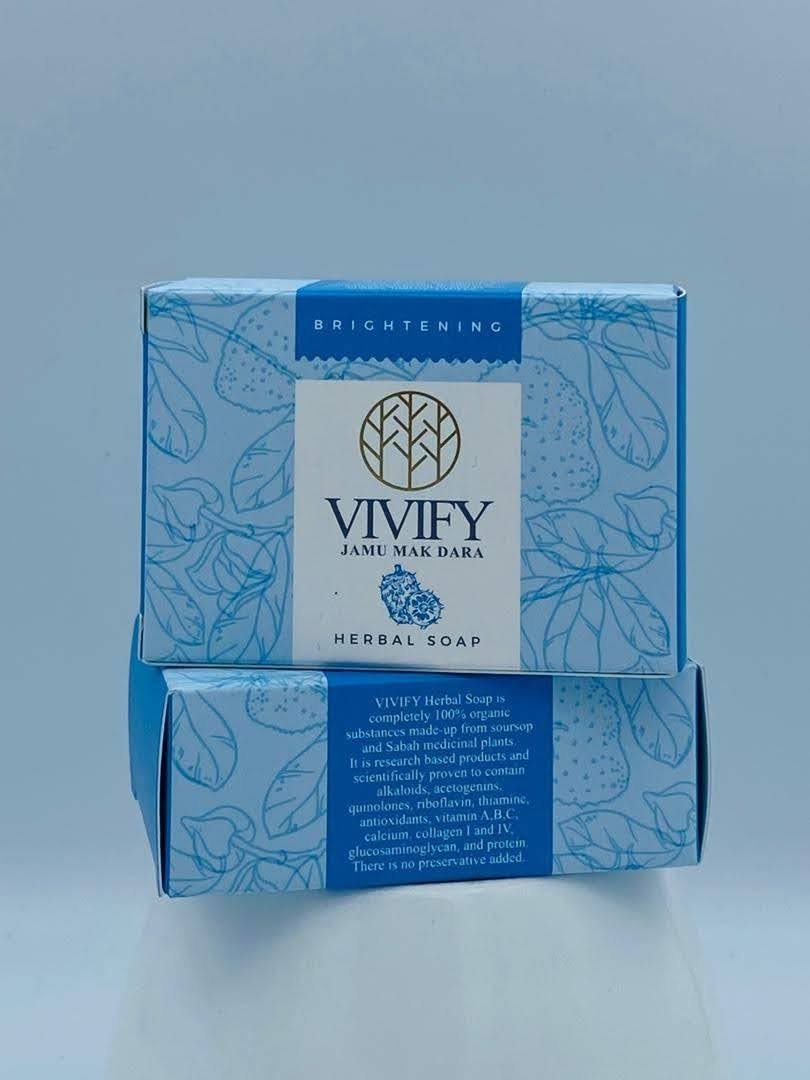 BRIGHTENING
VIVIFY
JAMU MAK DARA
HERBAL SOAP
VIVIFY Herbal Soap is
completely 100% organic
substances made-up from soursop
and Sabah medicinal plants.
It is research based products and
scientifically proven to contain
alkaloids, acetogenins,
quinolones, riboflavin, thiamine,
antioxidants, vitamin A,B,C,
calcium, collagen I and IV,
glucosaminoglycan, and protein.
There is no preservative added.